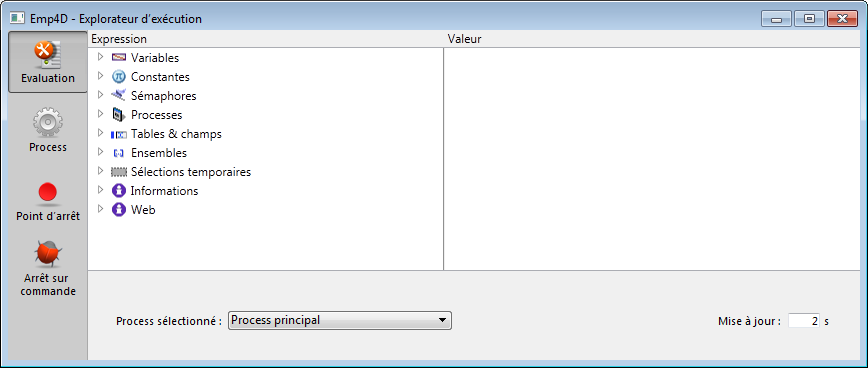 Emp4D - Explorateur d'exécution
Evaluation
Process
Point d'arrêt
Arrêt sur
commande
Expression
Valeur
Variables
Constantes
Sémaphores
Processes
Tables & champs
Ensembles
Sélections temporaires
Informations
Web
Process sélectionné : Process principal
Mise à jour : 2 s